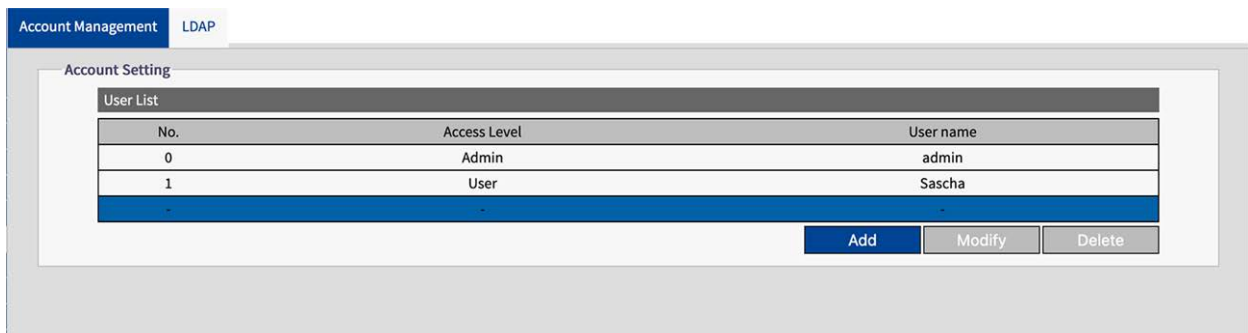 Account Management LDAP
Account Setting
User List
No. Access Level User name
0 Admin admin
1 User Sascha
- - -
Add Modify Delete